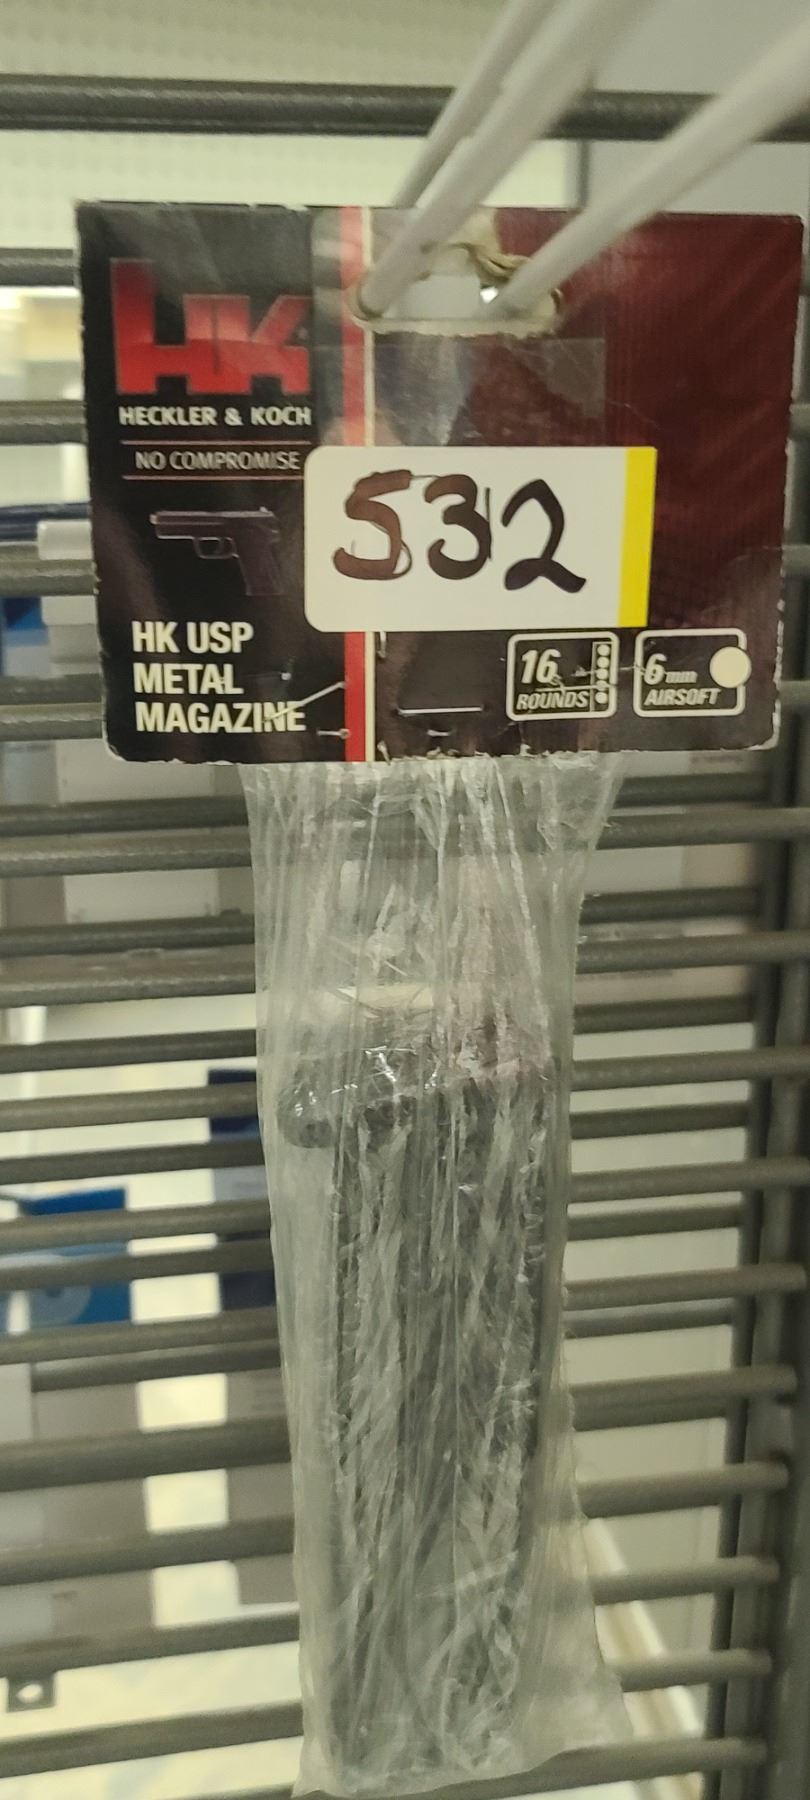 HK
HECKLER & KOCH
NO COMPROMISE
532
HK USP
METAL
MAGAZINE
16
ROUNDS
6mm
AIRSOFT